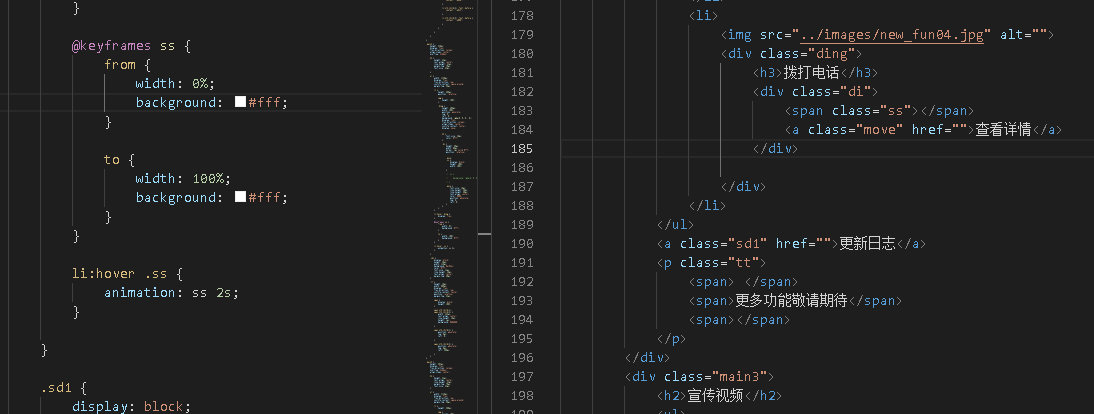 }
@keyframes ss {
from {
width: 0%;
background: #fff;
}
to {
width: 100%;
background: #fff;
}
}
li:hover .ss {
animation: ss 2s;
}
}
.sd1 {
display: block;
178 <li>
179 <img src="../images/new_fun04.jpg" alt="">
180 <div class="ding">
181 <h3>拨打电话</h3>
182 <div class="di">
183 <span class="ss"></span>
184 <a class="move" href="">查看详情</a>
185 </div>
186
187 </div>
188 </li>
189 </ul>
190 <a class="sd1" href="">更新日志</a>
191 <p class="tt">
192 <span> </span>
193 <span>更多功能敬请期待</span>
194 <span></span>
195 </p>
196 </div>
197 <div class="main3">
198 <h2>宣传视频</h2>